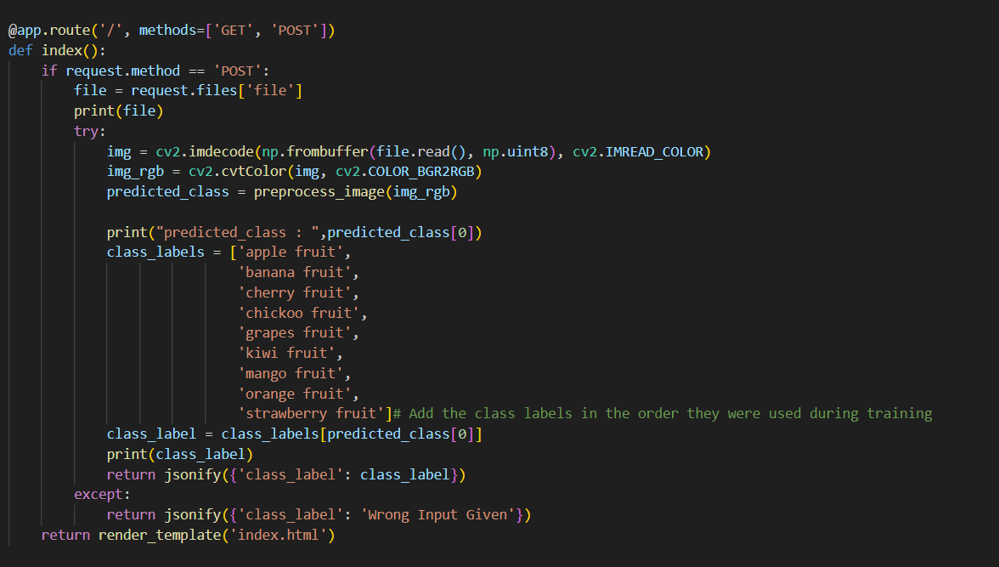 @app.route('/', methods=['GET', 'POST'])
def index():
    if request.method == 'POST':
        file = request.files['file']
        print(file)
        try:
            img = cv2.imdecode(np.frombuffer(file.read(), np.uint8), cv2.IMREAD_COLOR)
            img_rgb = cv2.cvtColor(img, cv2.COLOR_BGR2RGB)
            predicted_class = preprocess_image(img_rgb)

            print("predicted_class : ",predicted_class[0])
            class_labels = ['apple fruit',
                            'banana fruit',
                            'cherry fruit',
                            'chickoo fruit',
                            'grapes fruit',
                            'kiwi fruit',
                            'mango fruit',
                            'orange fruit',
                            'strawberry fruit']# Add the class labels in the order they were used during training
            class_label = class_labels[predicted_class[0]]
            print(class_label)
            return jsonify({'class_label': class_label})
        except:
            return jsonify({'class_label': 'Wrong Input Given'})
    return render_template('index.html')